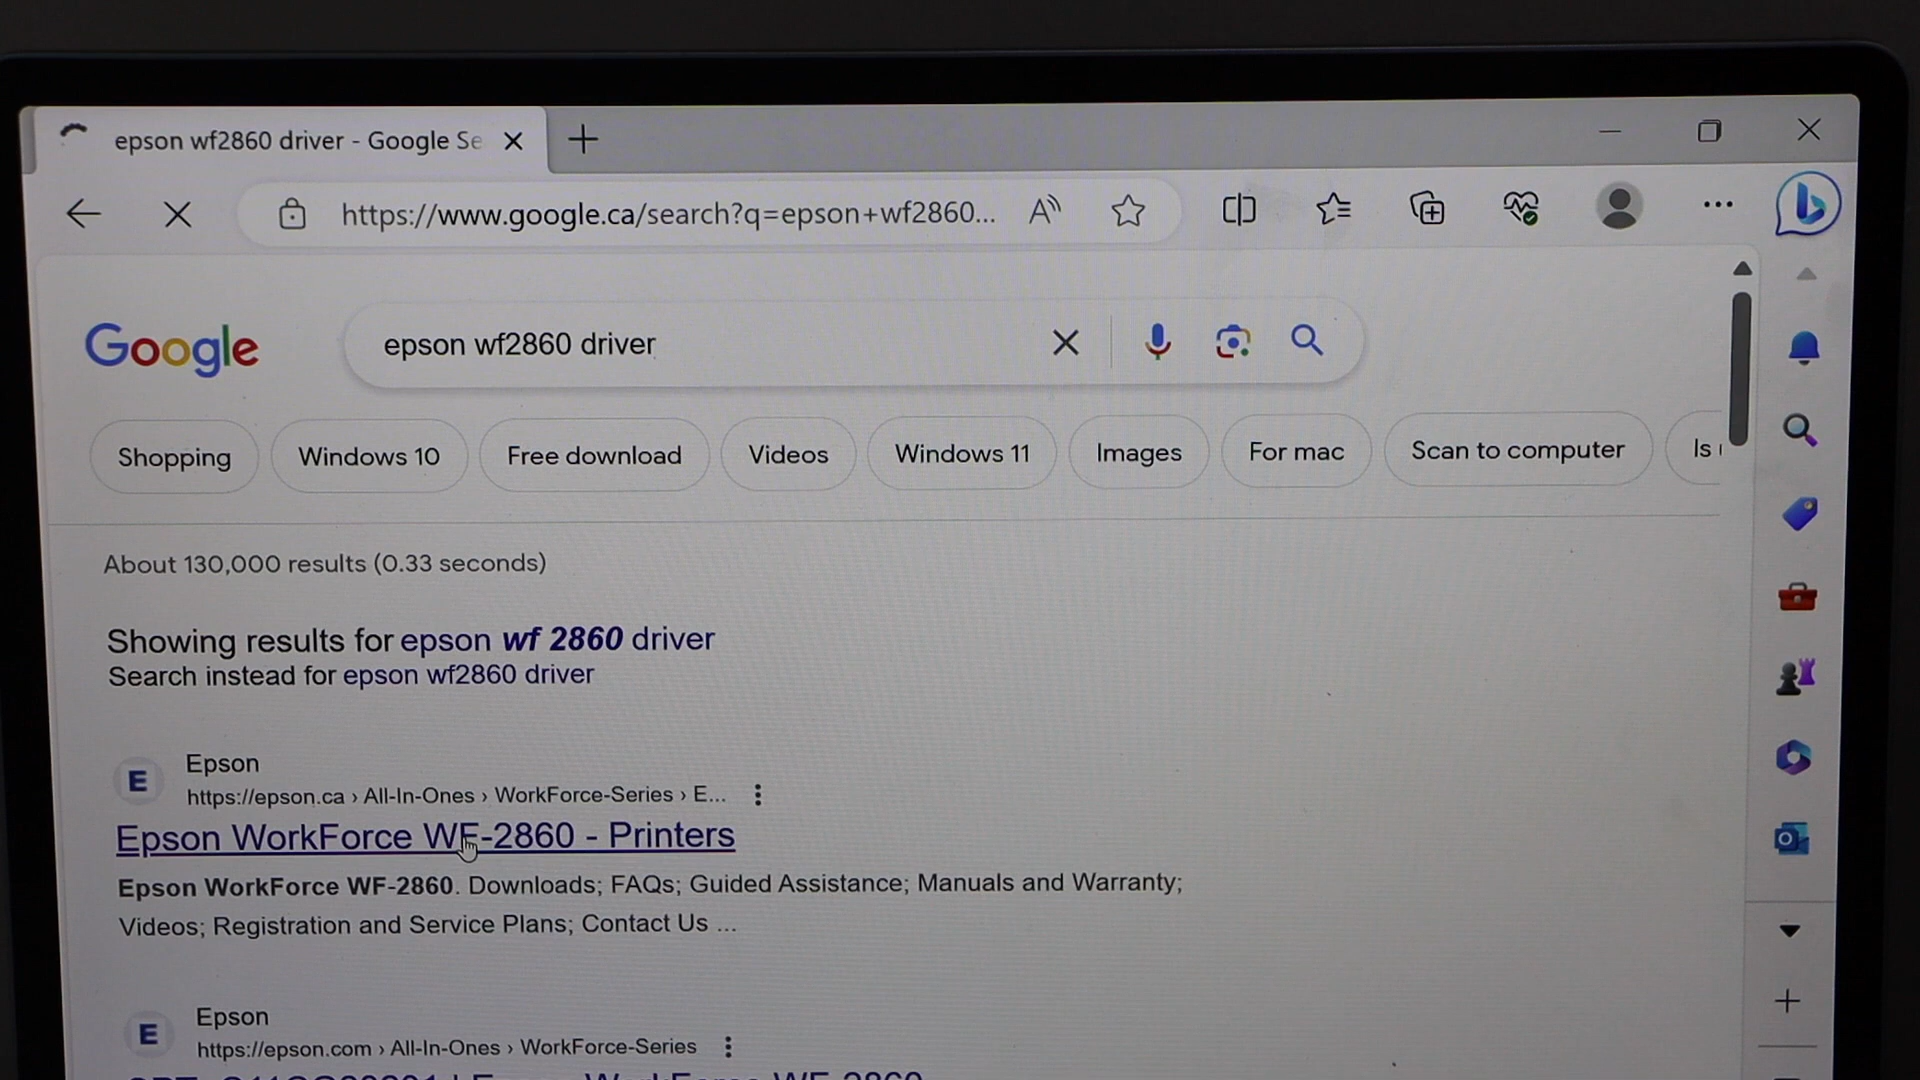 epson wf2860 driver - Google Se
https://www.google.ca/search?q=epson+wf2860...
Google
epson wf2860 driver
Shopping
Windows 10
Free download
Videos
Windows 11
Images
For mac
Scan to computer
Is
About 130,000 results (0.33 seconds)
Showing results for epson wf 2860 driver
Search instead for epson wf2860 driver
E
Epson
https://epson.ca › All-In-Ones › WorkForce-Series › E...
Epson WorkForce WF-2860 - Printers
Epson WorkForce WF-2860. Downloads; FAQs; Guided Assistance; Manuals and Warranty;
Videos; Registration and Service Plans; Contact Us ...
E
Epson
https://epson.com › All-In-Ones › WorkForce-Series
WorkForce WF-2860